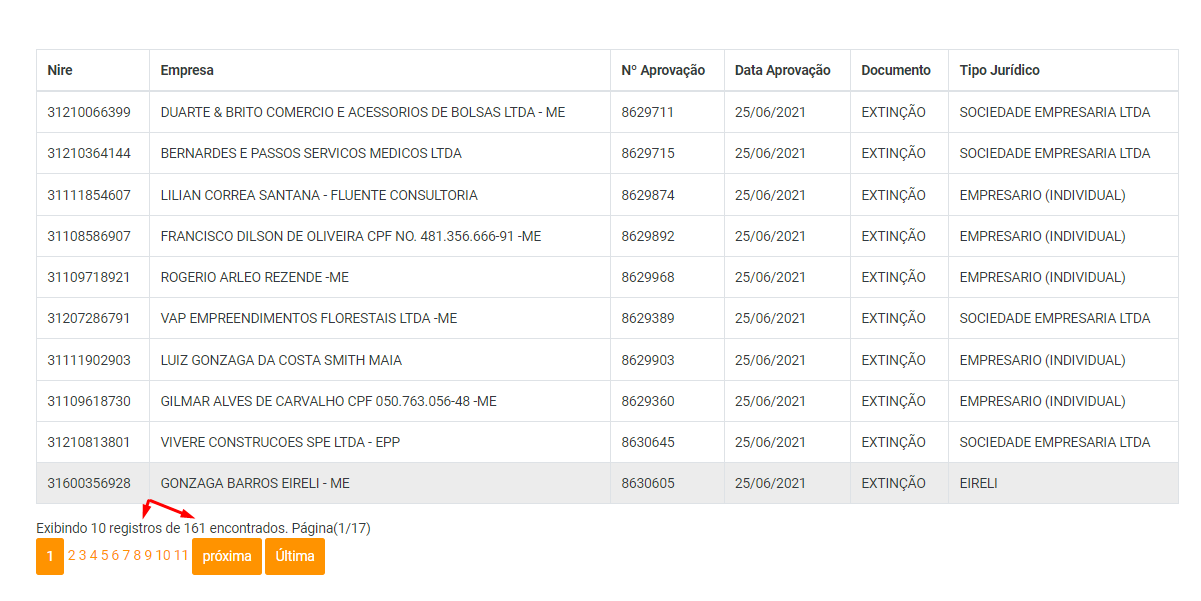 Nire Empresa Nº Aprovação Data Aprovação Documento Tipo Jurídico
31210066399 DUARTE & BRITO COMERCIO E ACESSORIOS DE BOLSAS LTDA - ME 8629711 25/06/2021 EXTINÇÃO SOCIEDADE EMPRESARIA LTDA
31210364144 BERNARDES E PASSOS SERVICOS MEDICOS LTDA 8629715 25/06/2021 EXTINÇÃO SOCIEDADE EMPRESARIA LTDA
31111854607 LILIAN CORREA SANTANA - FLUENTE CONSULTORIA 8629874 25/06/2021 EXTINÇÃO EMPRESARIO (INDIVIDUAL)
31108586907 FRANCISCO DILSON DE OLIVEIRA CPF NO. 481.356.666-91 -ME 8629892 25/06/2021 EXTINÇÃO EMPRESARIO (INDIVIDUAL)
31109718921 ROGERIO ARLEO REZENDE -ME 8629968 25/06/2021 EXTINÇÃO EMPRESARIO (INDIVIDUAL)
31207286791 VAP EMPREENDIMENTOS FLORESTAIS LTDA -ME 8629389 25/06/2021 EXTINÇÃO SOCIEDADE EMPRESARIA LTDA
31111902903 LUIZ GONZAGA DA COSTA SMITH MAIA 8629903 25/06/2021 EXTINÇÃO EMPRESARIO (INDIVIDUAL)
31109618730 GILMAR ALVES DE CARVALHO CPF 050.763.056-48 -ME 8629360 25/06/2021 EXTINÇÃO EMPRESARIO (INDIVIDUAL)
31210813801 VIVERE CONSTRUCOES SPE LTDA - EPP 8630645 25/06/2021 EXTINÇÃO SOCIEDADE EMPRESARIA LTDA
31600356928 GONZAGA BARROS EIRELI - ME 8630605 25/06/2021 EXTINÇÃO EIRELI
Exibindo 10 registros de 161 encontrados. Página(1/17)
1 2 3 4 5 6 7 8 9 10 11 próxima Última